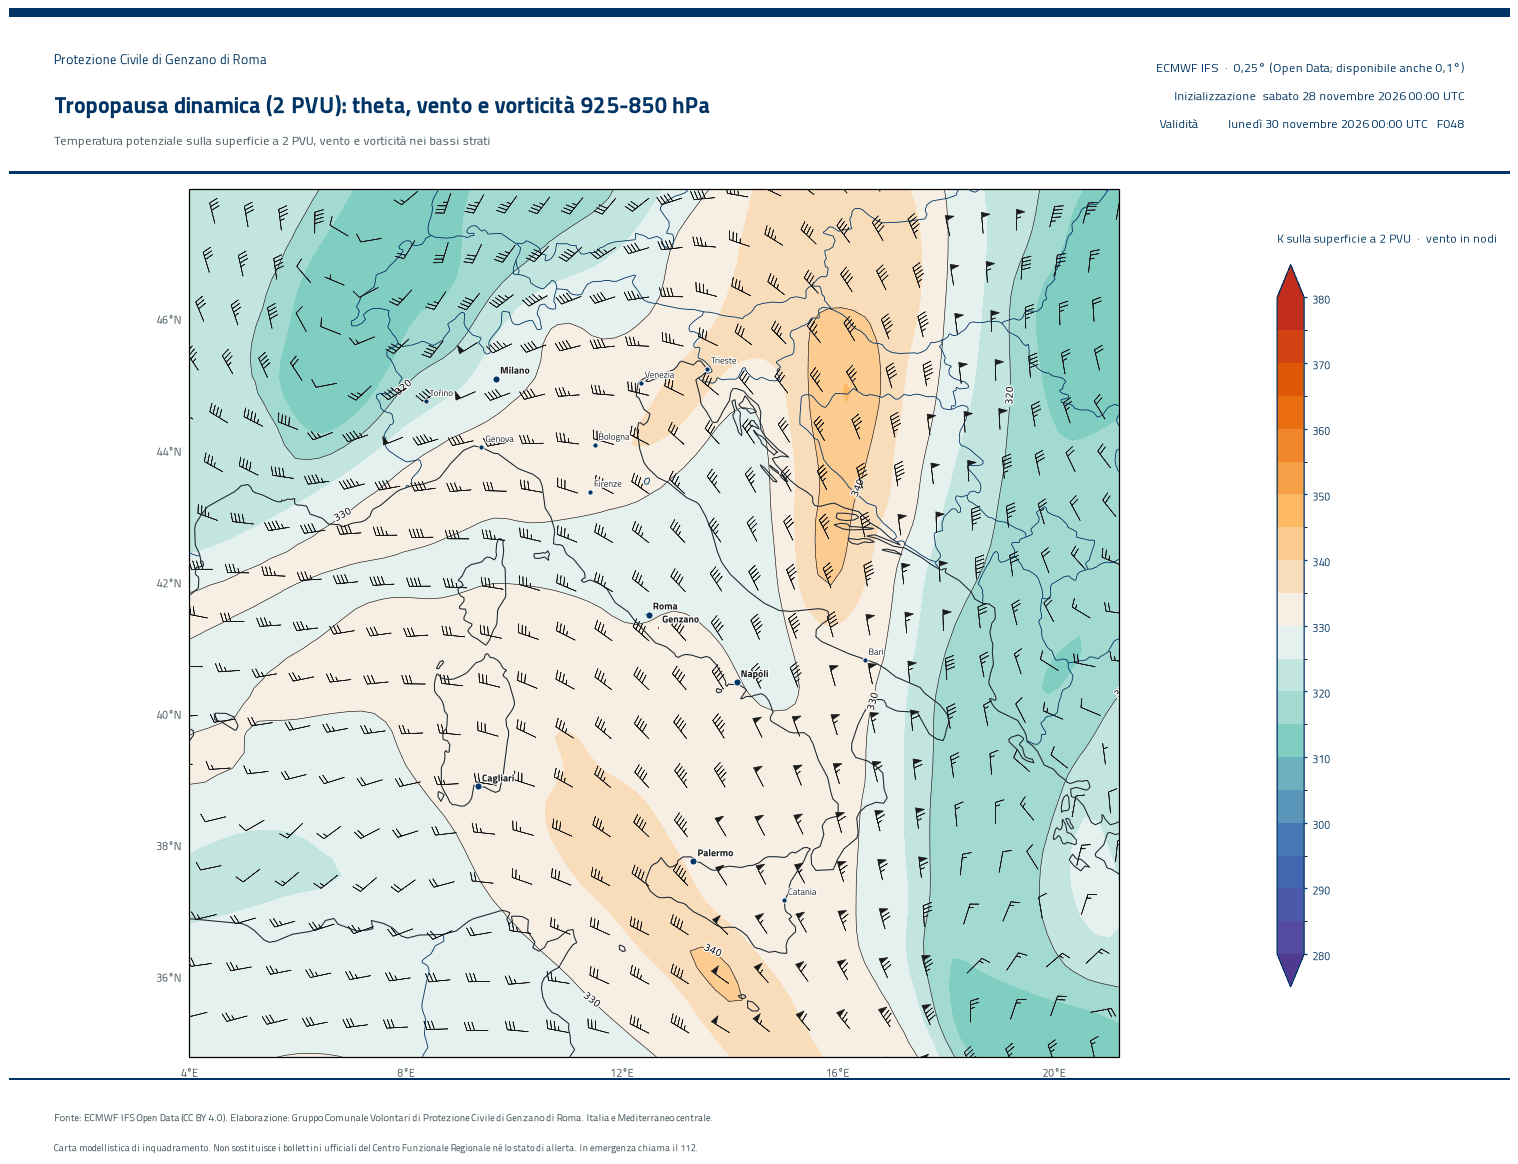 Protezione Civile di Genzano di Roma
Tropopausa dinamica (2 PVU): theta, vento e vorticità 925-850 hPa
Temperatura potenziale sulla superficie a 2 PVU, vento e vorticità nei bassi strati
ECMWF IFS · 0,25° (Open Data; disponibile anche 0,1°)
Inizializzazione sabato 28 novembre 2026 00:00 UTC
Validità lunedì 30 novembre 2026 00:00 UTC F048
K sulla superficie a 2 PVU · vento in nodi
380
370
360
350
340
330
320
310
300
290
280
46°N
44°N
42°N
40°N
38°N
36°N
4°E
8°E
12°E
16°E
20°E
Milano
Torino
Venezia
Trieste
Genova
Bologna
Firenze
Roma
Genzano
Napoli
Bari
Cagliari
Palermo
Catania
320
320
330
340
330
340
330
Fonte: ECMWF IFS Open Data (CC BY 4.0). Elaborazione: Gruppo Comunale Volontari di Protezione Civile di Genzano di Roma. Italia e Mediterraneo centrale.
Carta modellistica di inquadramento. Non sostituisce i bollettini ufficiali del Centro Funzionale Regionale né lo stato di allerta. In emergenza chiama il 112.